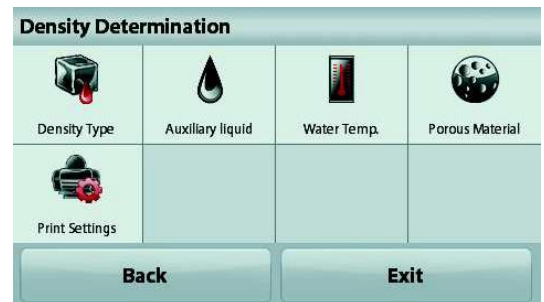 Density Determination
Density Type
Auxiliary liquid
Water Temp.
Porous Material
Print Settings
Back
Exit